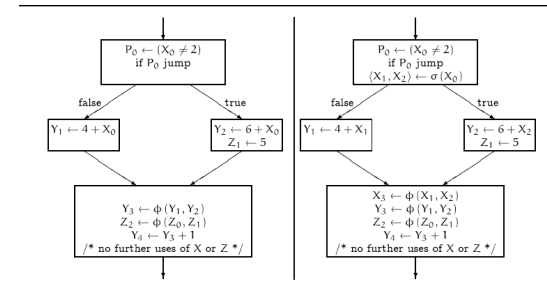 P₀ ← (X₀ ≠ 2)
if P₀ jump
false
true
Y₁ ← 4 + X₀
Y₂ ← 6 + X₀
Z₁ ← 5
Y₃ ← ϕ (Y₁, Y₂)
Z₂ ← ϕ (Z₀, Z₁)
Y₄ ← Y₃ + 1
/* no further uses of X or Z */
P₀ ← (X₀ ≠ 2)
if P₀ jump
⟨X₁, X₂⟩ ← σ (X₀)
false
true
Y₁ ← 4 + X₁
Y₂ ← 6 + X₂
Z₁ ← 5
X₃ ← ϕ (X₁, X₂)
Y₃ ← ϕ (Y₁, Y₂)
Z₂ ← ϕ (Z₀, Z₁)
Y₄ ← Y₃ + 1
/* no further uses of X or Z */